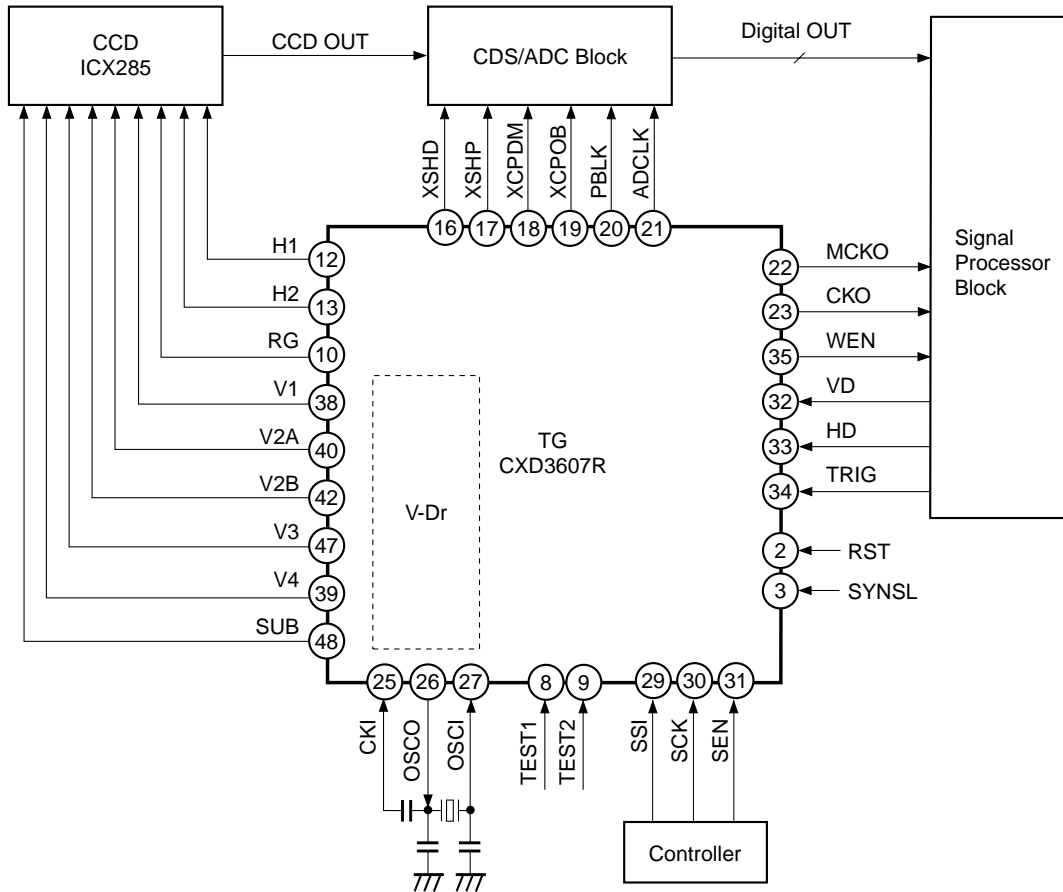 CCD
ICX285
CCD OUT
CDS/ADC Block
Digital OUT
Signal
Processor
Block
XSHD
XSHP
XCPDM
XCPOB
PBLK
ADCLK
16
17
18
19
20
21
H1
12
H2
13
RG
10
V1
38
V2A
40
V2B
42
V3
47
V4
39
SUB
48
V-Dr
TG
CXD3607R
22
MCKO
23
CKO
35
WEN
32
VD
33
HD
34
TRIG
2
RST
3
SYNSL
25
26
27
8
9
29
30
31
CKI
OSCO
OSCI
TEST1
TEST2
SSI
SCK
SEN
Controller